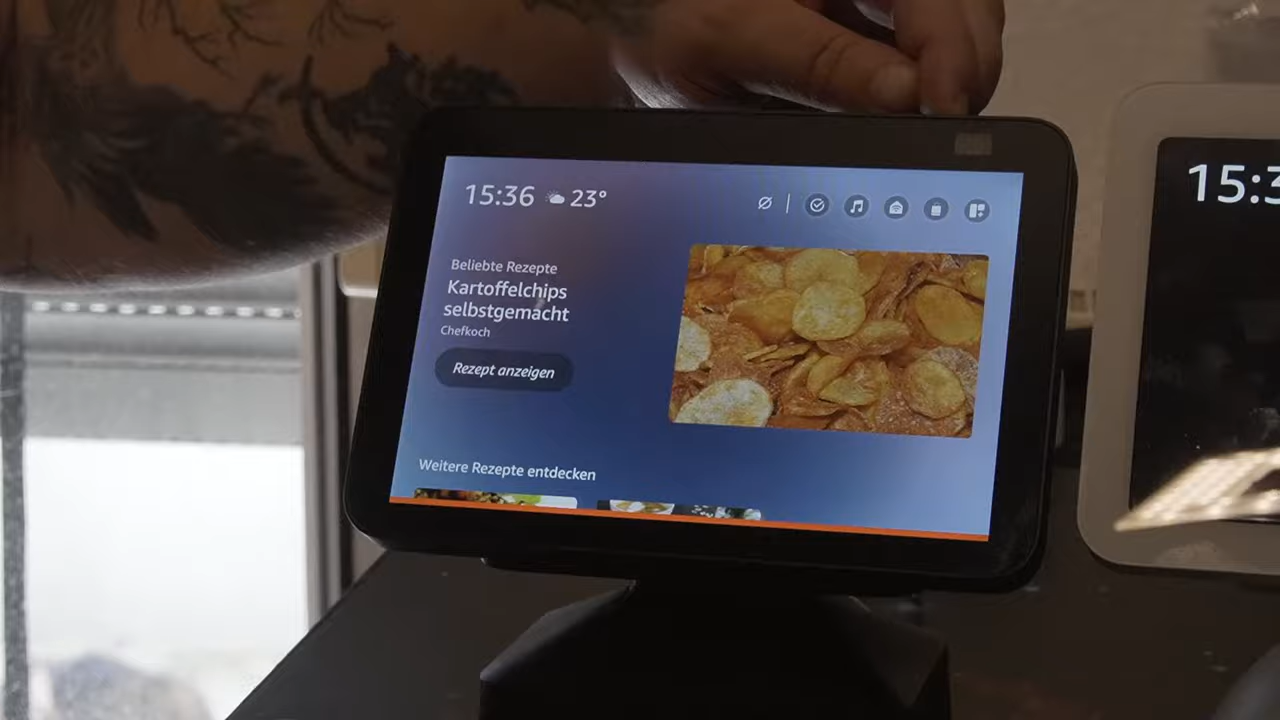 15:36 23°
Beliebte Rezepte
Kartoffelchips
selbstgemacht
Chefkoch
Rezept anzeigen
Weitere Rezepte entdecken
15:3